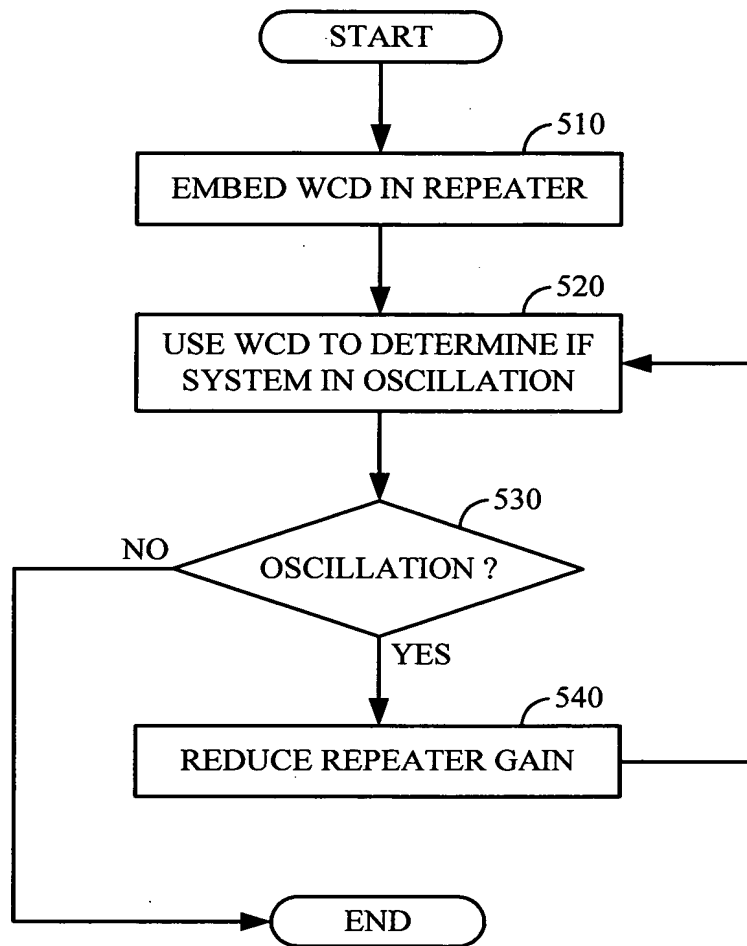 START
510
EMBED WCD IN REPEATER
520
USE WCD TO DETERMINE IF
SYSTEM IN OSCILLATION
530
NO
OSCILLATION ?
YES
540
REDUCE REPEATER GAIN
END